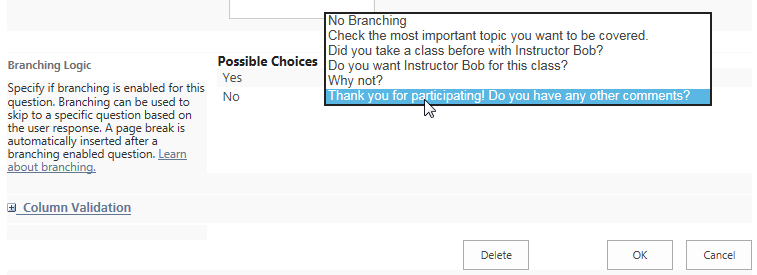 No Branching
Check the most important topic you want to be covered.
Did you take a class before with Instructor Bob?
Do you want Instructor Bob for this class?
Why not?
Thank you for participating! Do you have any other comments?
Branching Logic
Specify if branching is enabled for this
question. Branching can be used to
skip to a specific question based on
the user response. A page break is
automatically inserted after a
branching enabled question. Learn
about branching.
Possible Choices
Yes
No
Column Validation
Delete
OK
Cancel